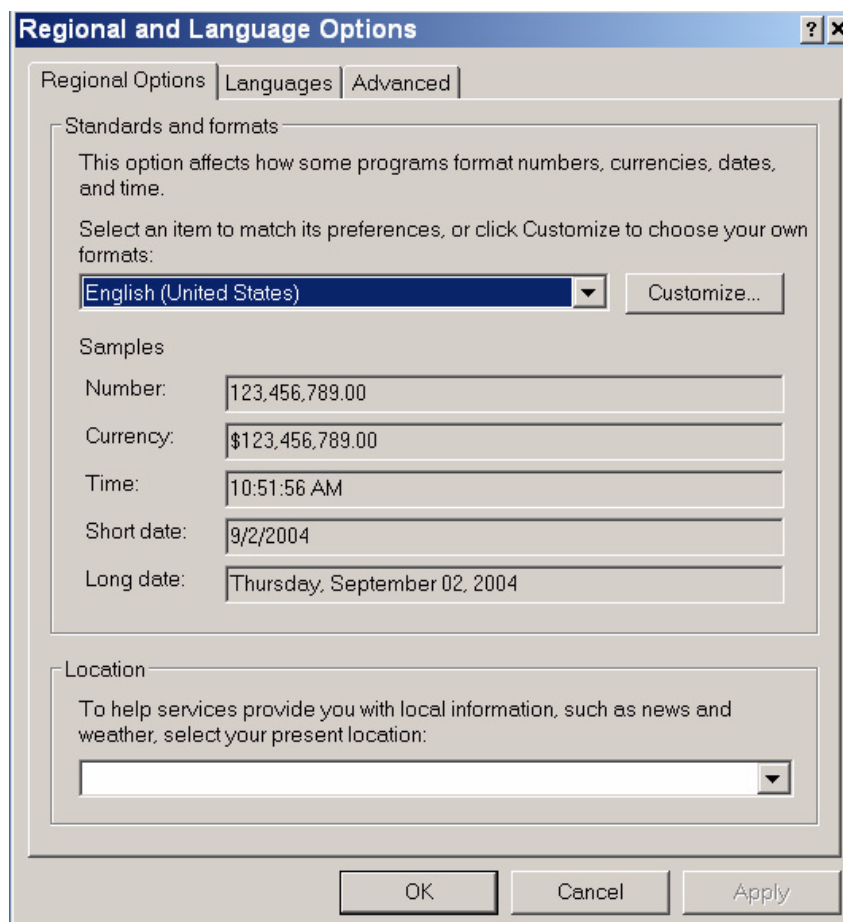 Regional and Language Options
Regional Options Languages Advanced
Standards and formats
This option affects how some programs format numbers, currencies, dates,
and time.
Select an item to match its preferences, or click Customize to choose your own
formats:
English (United States) Customize...
Samples
Number: 123,456,789.00
Currency: $123,456,789.00
Time: 10:51:56 AM
Short date: 9/2/2004
Long date: Thursday, September 02, 2004
Location
To help services provide you with local information, such as news and
weather, select your present location:
OK Cancel Apply